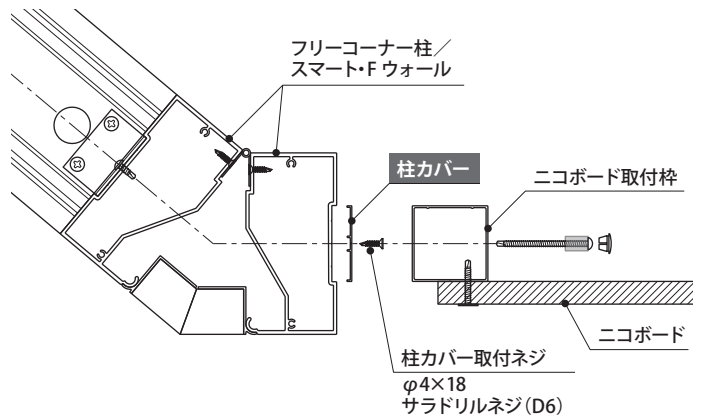 フリーコーナー柱／
スマート・F ウォール
柱カバー
ニコボード取付枠
ニコボード
柱カバー取付ネジ
φ4×18
サラドリルネジ（D6）